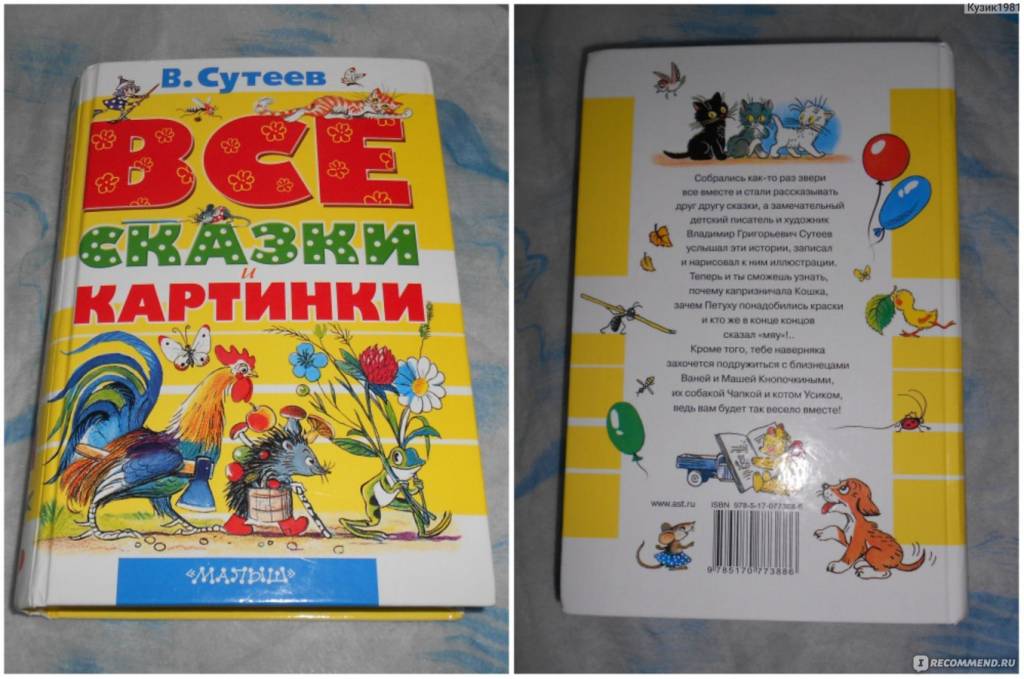 В. Сутеев
ВСЕ
СКАЗКИ
и
КАРТИНКИ
«МАЛЫШ»
Кузик1981
Собрались как-то раз звери
все вместе и стали рассказывать
друг другу сказки, а замечательный
детский писатель и художник
Владимир Григорьевич Сутеев
услышал эти истории, записал
и нарисовал к ним иллюстрации.
Теперь и ты сможешь узнать,
почему капризничала Кошка,
зачем Петуху понадобились краски
и кто же в конце концов
сказал «мяу»!..
Кроме того, тебе наверняка
захочется подружиться с близнецами
Ваней и Машей Кнопочкиными,
их собакой Чапкой и котом Усиком,
ведь вам будет так весело вместе!
www.ast.ru
ISBN 978-5-17-077388-6
9 785170 773886
IRECOMMEND.RU